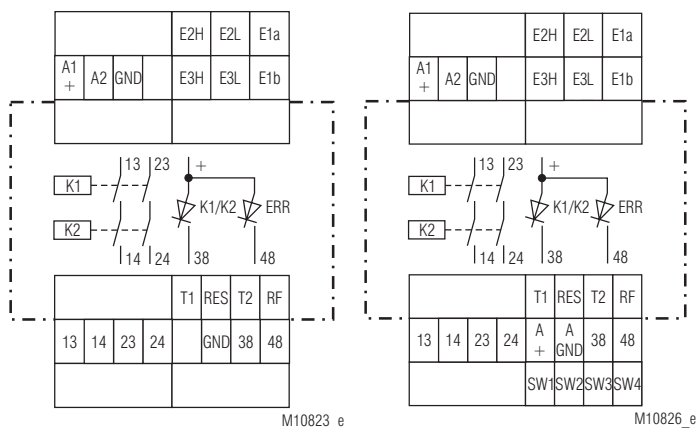 E2H E2L E1a
A1 + A2 GND E3H E3L E1b
13 23 +
K1
K1/K2 ERR
K2
14 24 38 48
T1 RES T2 RF
13 14 23 24 GND 38 48
M10823_e
E2H E2L E1a
A1 + A2 GND E3H E3L E1b
13 23 +
K1
K1/K2 ERR
K2
14 24 38 48
T1 RES T2 RF
13 14 23 24 A + A GND 38 48
SW1 SW2 SW3 SW4
M10826_e